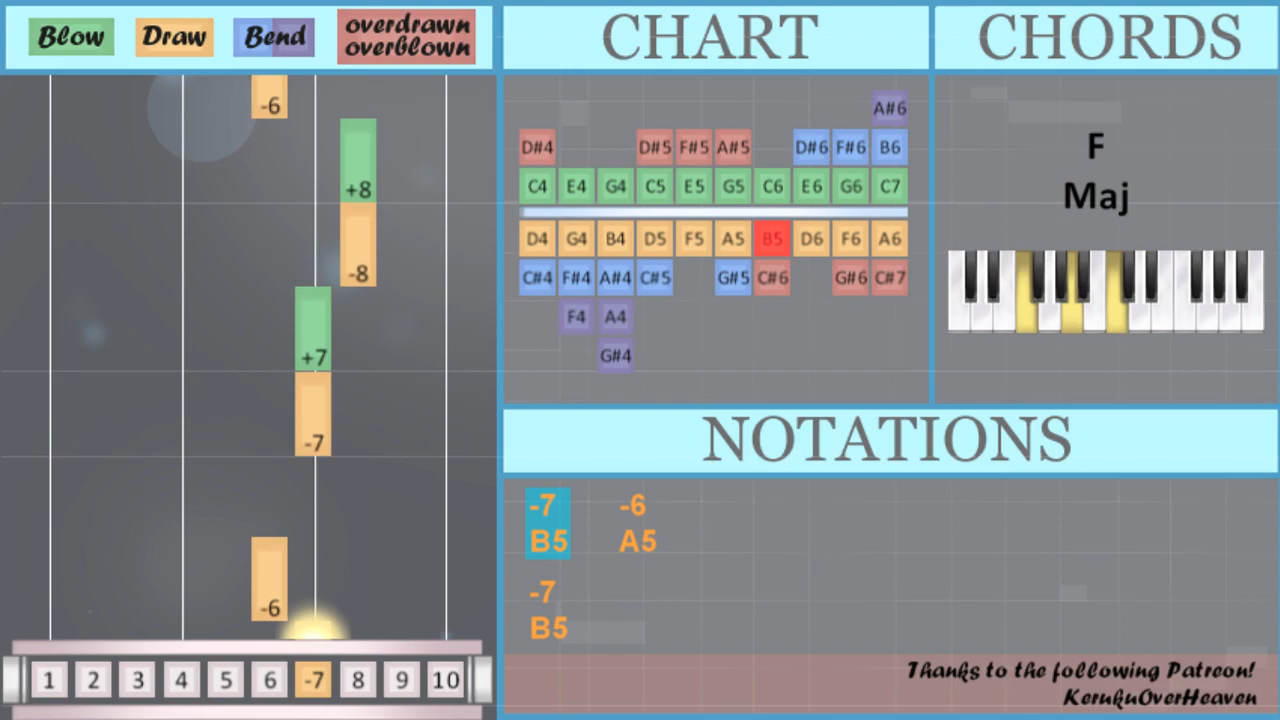 Blow Draw Bend overdrawn
overblown
CHART
CHORDS
-6
+8
-8
+7
-7
-6
1 2 3 4 5 6 -7 8 9 10
A#6
D#4 D#5 F#5 A#5 D#6 F#6 B6
C4 E4 G4 C5 E5 G5 C6 E6 G6 C7
D4 G4 B4 D5 F5 A5 B5 D6 F6 A6
C#4 F#4 A#4 C#5 G#5 C#6 G#6 C#7
F4 A4
G#4
F
Maj
NOTATIONS
-7 -6
B5 A5
-7
B5
Thanks to the following Patreon!
KerukuOverHeaven